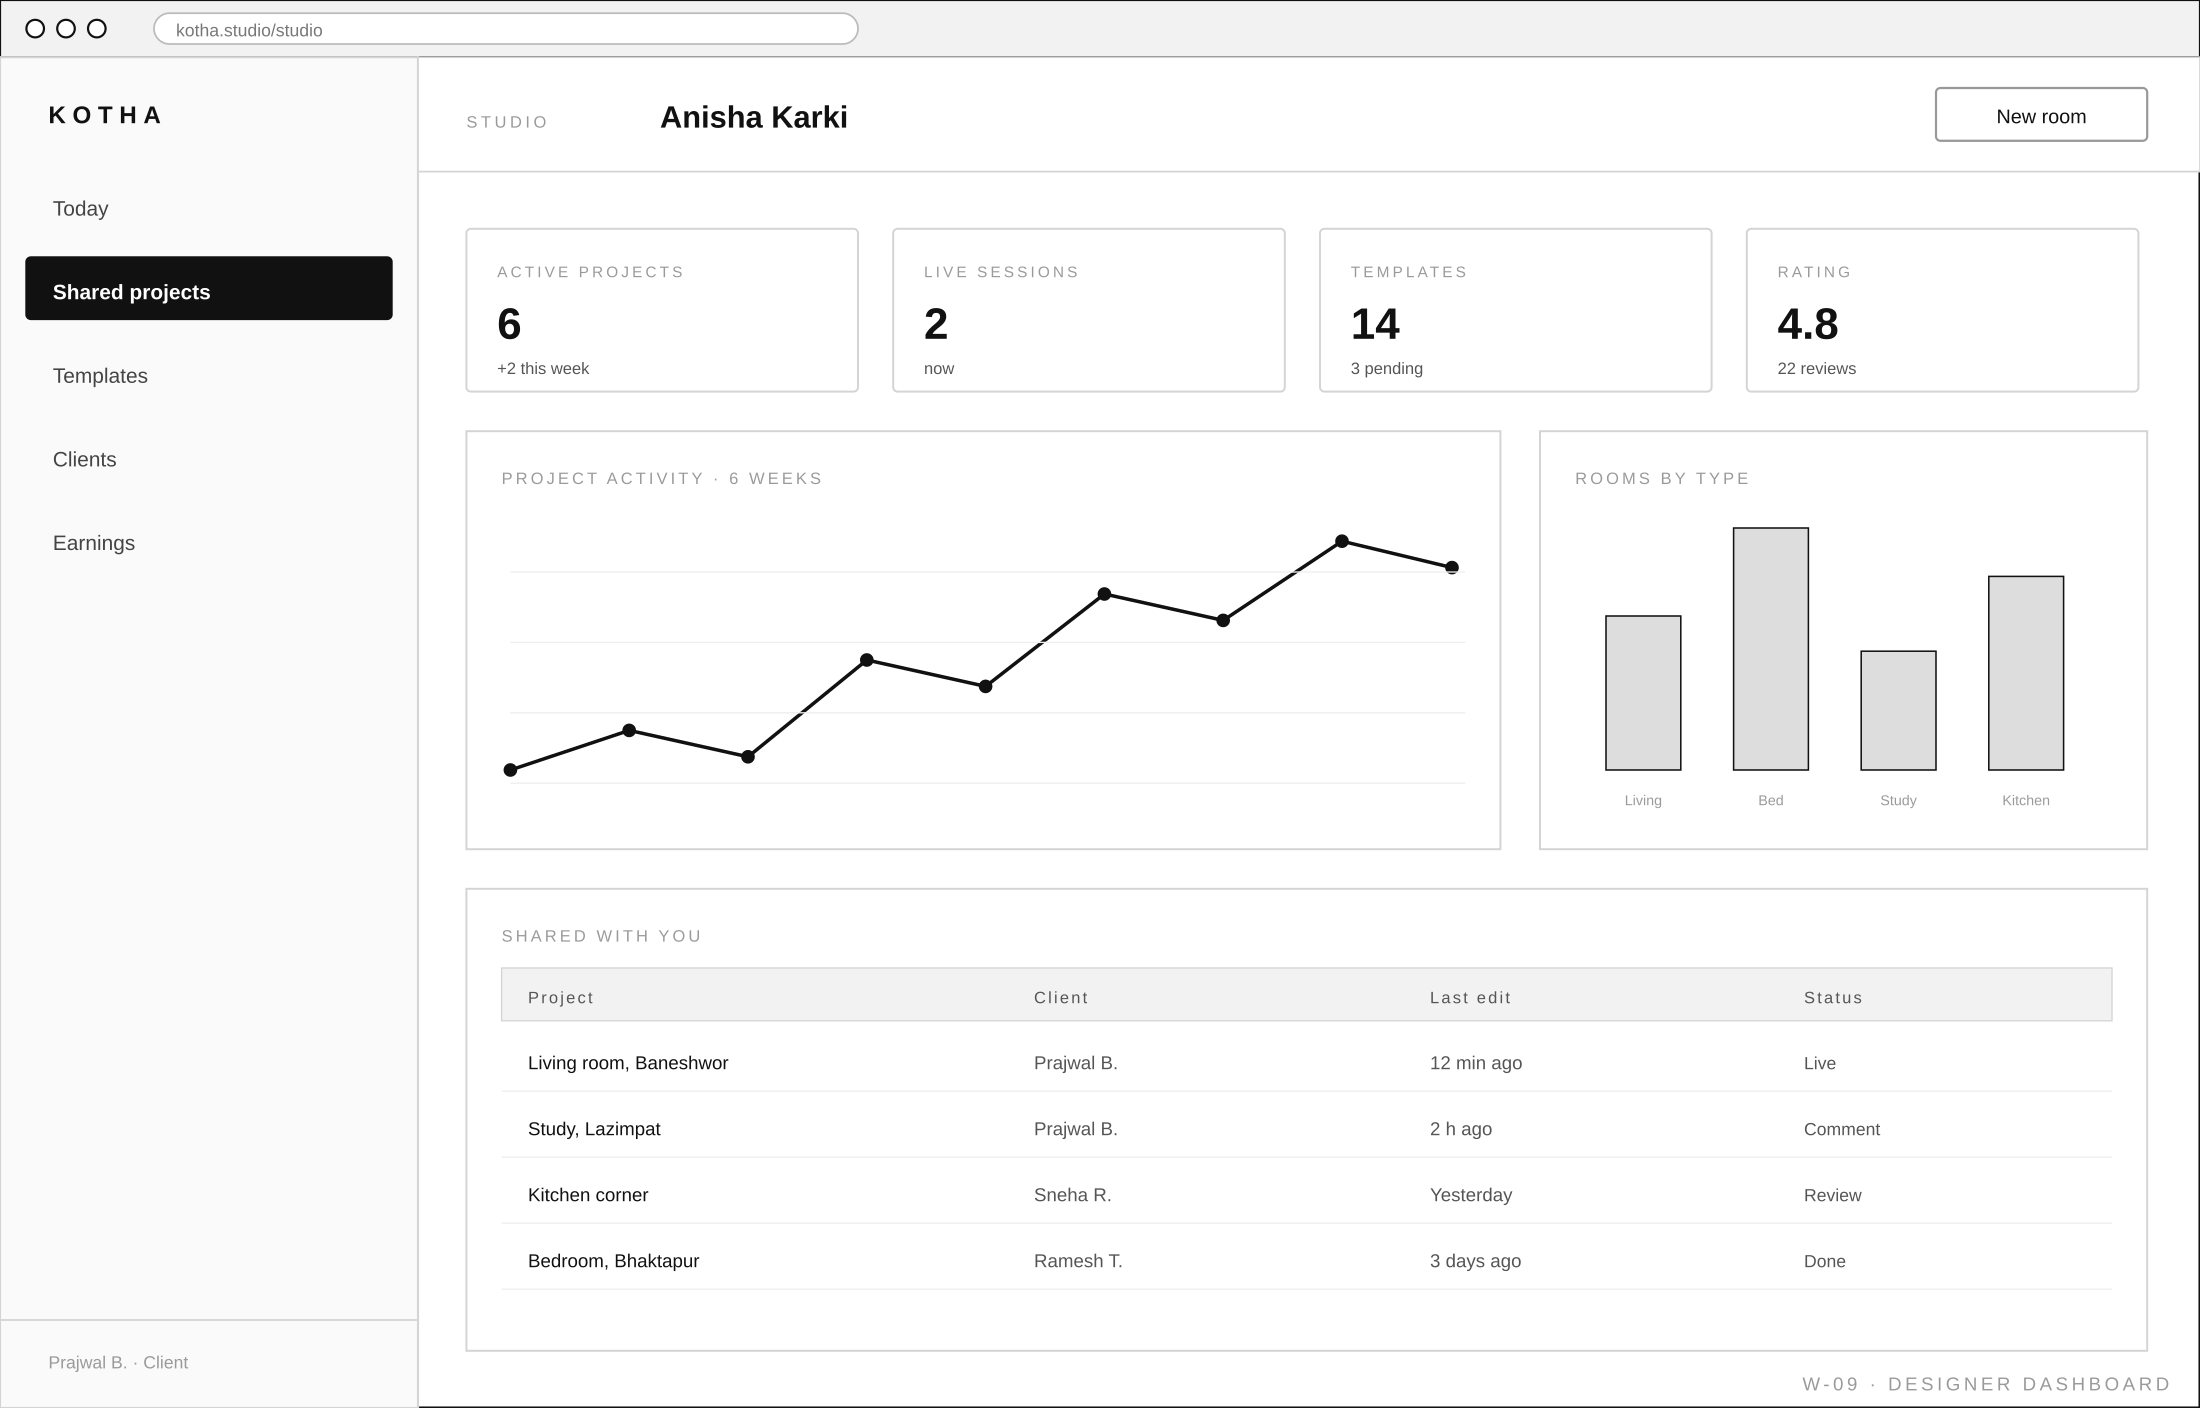 kotha.studio/studio
KOTHA
Today
Shared projects
Templates
Clients
Earnings
Prajwal B. · Client
STUDIO
Anisha Karki
New room
ACTIVE PROJECTS
6
+2 this week
LIVE SESSIONS
2
now
TEMPLATES
14
3 pending
RATING
4.8
22 reviews
PROJECT ACTIVITY · 6 WEEKS
ROOMS BY TYPE
Living Bed Study Kitchen
SHARED WITH YOU
Project Client Last edit Status
Living room, Baneshwor Prajwal B. 12 min ago Live
Study, Lazimpat Prajwal B. 2 h ago Comment
Kitchen corner Sneha R. Yesterday Review
Bedroom, Bhaktapur Ramesh T. 3 days ago Done
W-09 · DESIGNER DASHBOARD